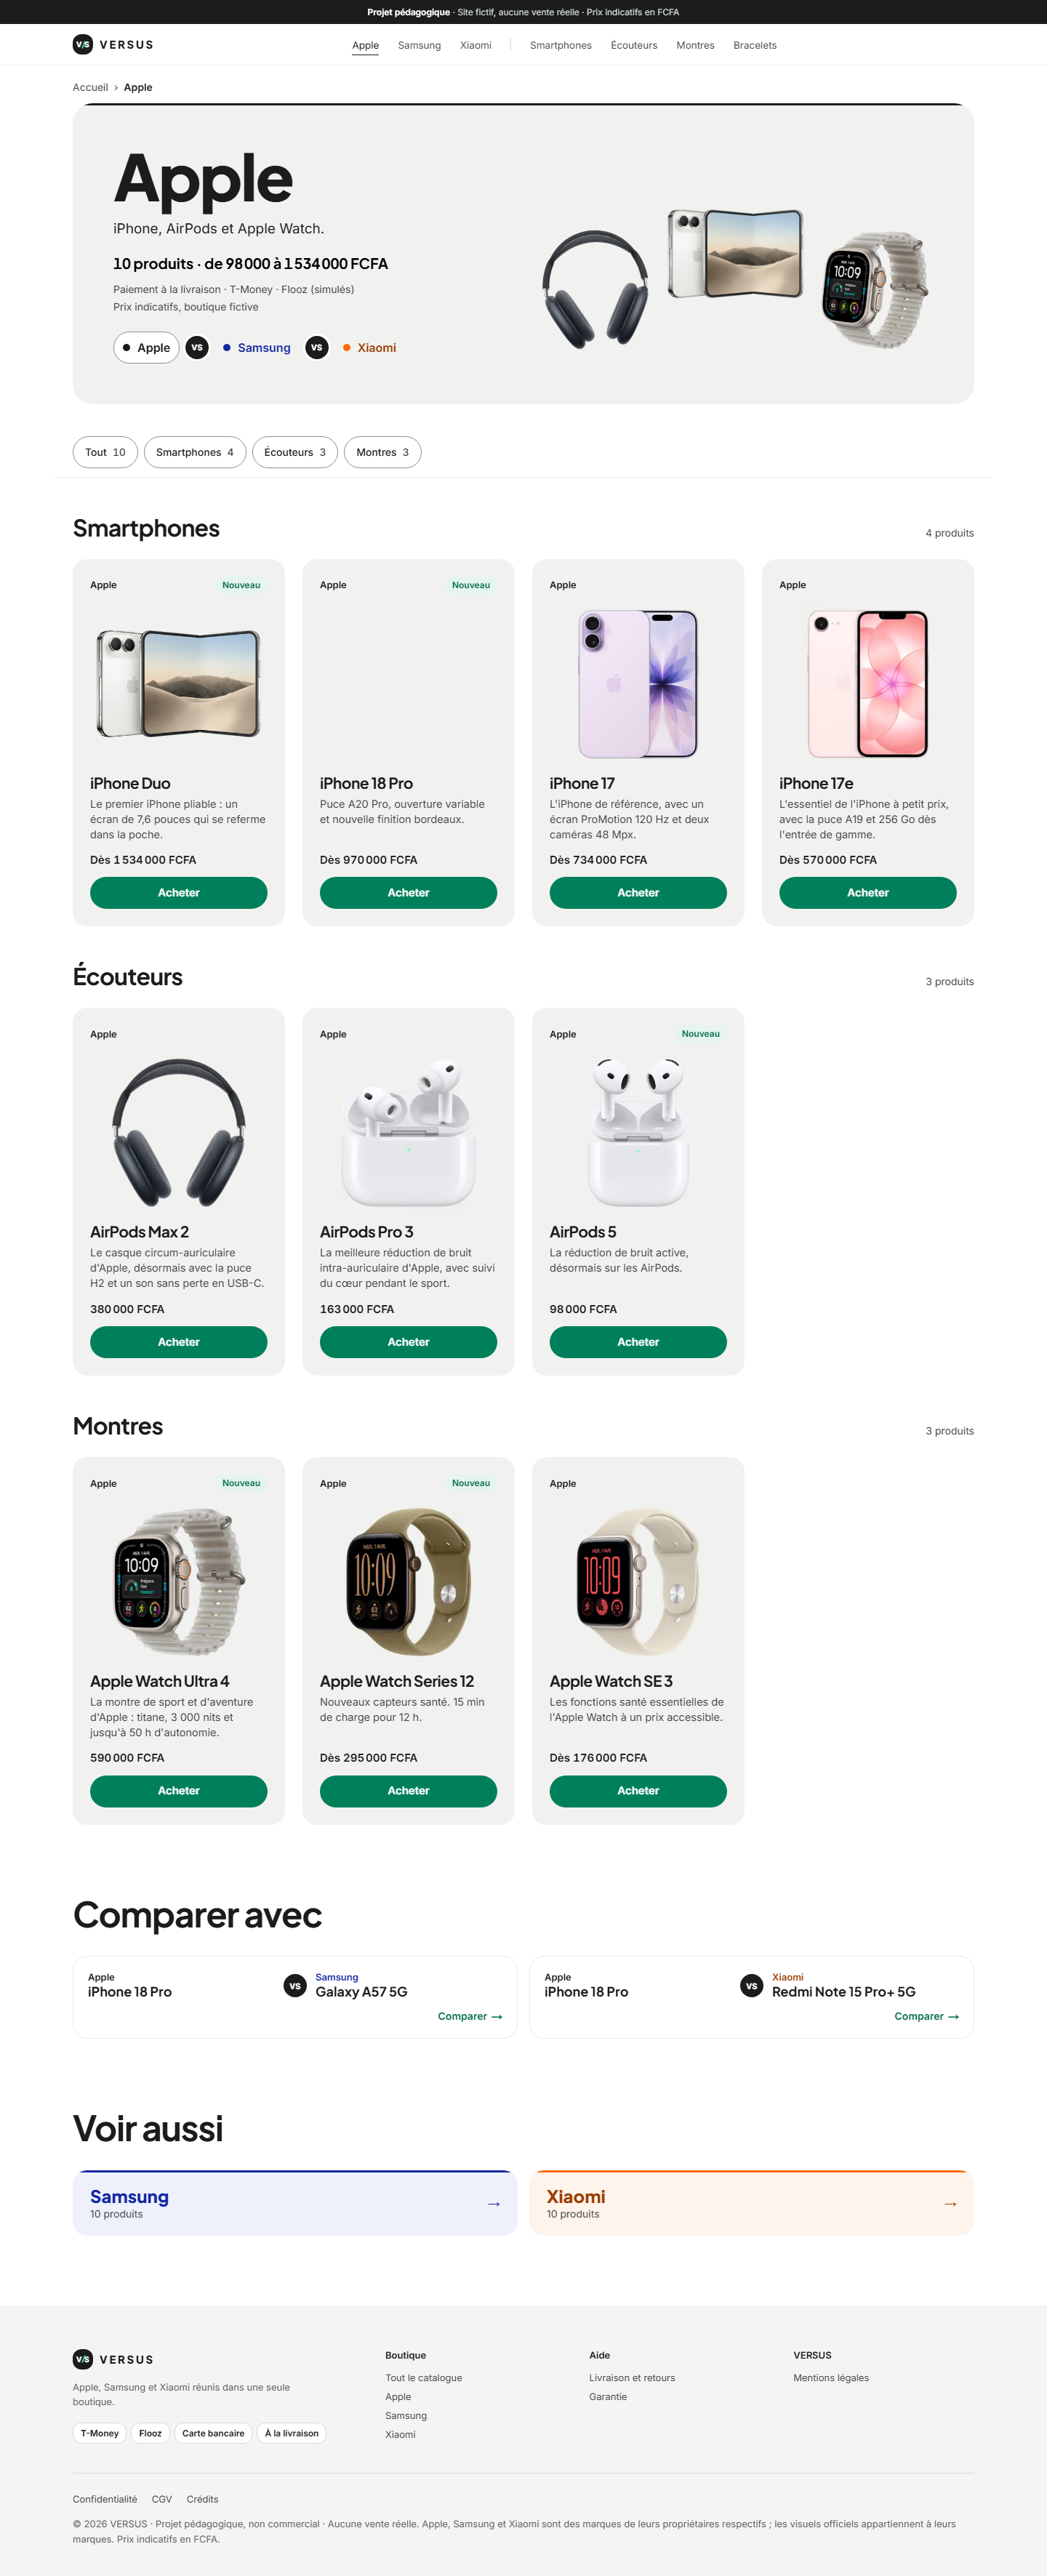 Projet pédagogique · Site fictif, aucune vente réelle · Prix indicatifs en FCFA
V/S VERSUS
Apple Samsung Xiaomi Smartphones Écouteurs Montres Bracelets
Accueil › Apple
Apple
iPhone, AirPods et Apple Watch.
10 produits · de 98 000 à 1 534 000 FCFA
Paiement à la livraison · T-Money · Flooz (simulés)
Prix indicatifs, boutique fictive
Apple VS Samsung VS Xiaomi
10:09
Tout 10 Smartphones 4 Écouteurs 3 Montres 3
Smartphones
4 produits
Apple Nouveau
iPhone Duo
Le premier iPhone pliable : un
écran de 7,6 pouces qui se referme
dans la poche.
Dès 1 534 000 FCFA
Acheter
Apple Nouveau
iPhone 18 Pro
Puce A20 Pro, ouverture variable
et nouvelle finition bordeaux.
Dès 970 000 FCFA
Acheter
Apple
iPhone 17
L'iPhone de référence, avec un
écran ProMotion 120 Hz et deux
caméras 48 Mpx.
Dès 734 000 FCFA
Acheter
Apple
iPhone 17e
L'essentiel de l'iPhone à petit prix,
avec la puce A19 et 256 Go dès
l'entrée de gamme.
Dès 570 000 FCFA
Acheter
Écouteurs
3 produits
Apple
AirPods Max 2
Le casque circum-auriculaire
d'Apple, désormais avec la puce
H2 et un son sans perte en USB-C.
380 000 FCFA
Acheter
Apple
AirPods Pro 3
La meilleure réduction de bruit
intra-auriculaire d'Apple, avec suivi
du cœur pendant le sport.
163 000 FCFA
Acheter
Apple Nouveau
AirPods 5
La réduction de bruit active,
désormais sur les AirPods.
98 000 FCFA
Acheter
Montres
3 produits
Apple Nouveau
10:09
Apple Watch Ultra 4
La montre de sport et d'aventure
d'Apple : titane, 3 000 nits et
jusqu'à 50 h d'autonomie.
590 000 FCFA
Acheter
Apple Nouveau
10:09
Apple Watch Series 12
Nouveaux capteurs santé. 15 min
de charge pour 12 h.
Dès 295 000 FCFA
Acheter
Apple
10:09
Apple Watch SE 3
Les fonctions santé essentielles de
l'Apple Watch à un prix accessible.
Dès 176 000 FCFA
Acheter
Comparer avec
Apple
iPhone 18 Pro
VS
Samsung
Galaxy A57 5G
Comparer →
Apple
iPhone 18 Pro
VS
Xiaomi
Redmi Note 15 Pro+ 5G
Comparer →
Voir aussi
Samsung
10 produits
→
Xiaomi
10 produits
→
V/S VERSUS
Apple, Samsung et Xiaomi réunis dans une seule
boutique.
T-Money Flooz Carte bancaire À la livraison
Boutique
Tout le catalogue
Apple
Samsung
Xiaomi
Aide
Livraison et retours
Garantie
VERSUS
Mentions légales
Confidentialité CGV Crédits
© 2026 VERSUS · Projet pédagogique, non commercial · Aucune vente réelle. Apple, Samsung et Xiaomi sont des marques de leurs propriétaires respectifs ; les visuels officiels appartiennent à leurs
marques. Prix indicatifs en FCFA.